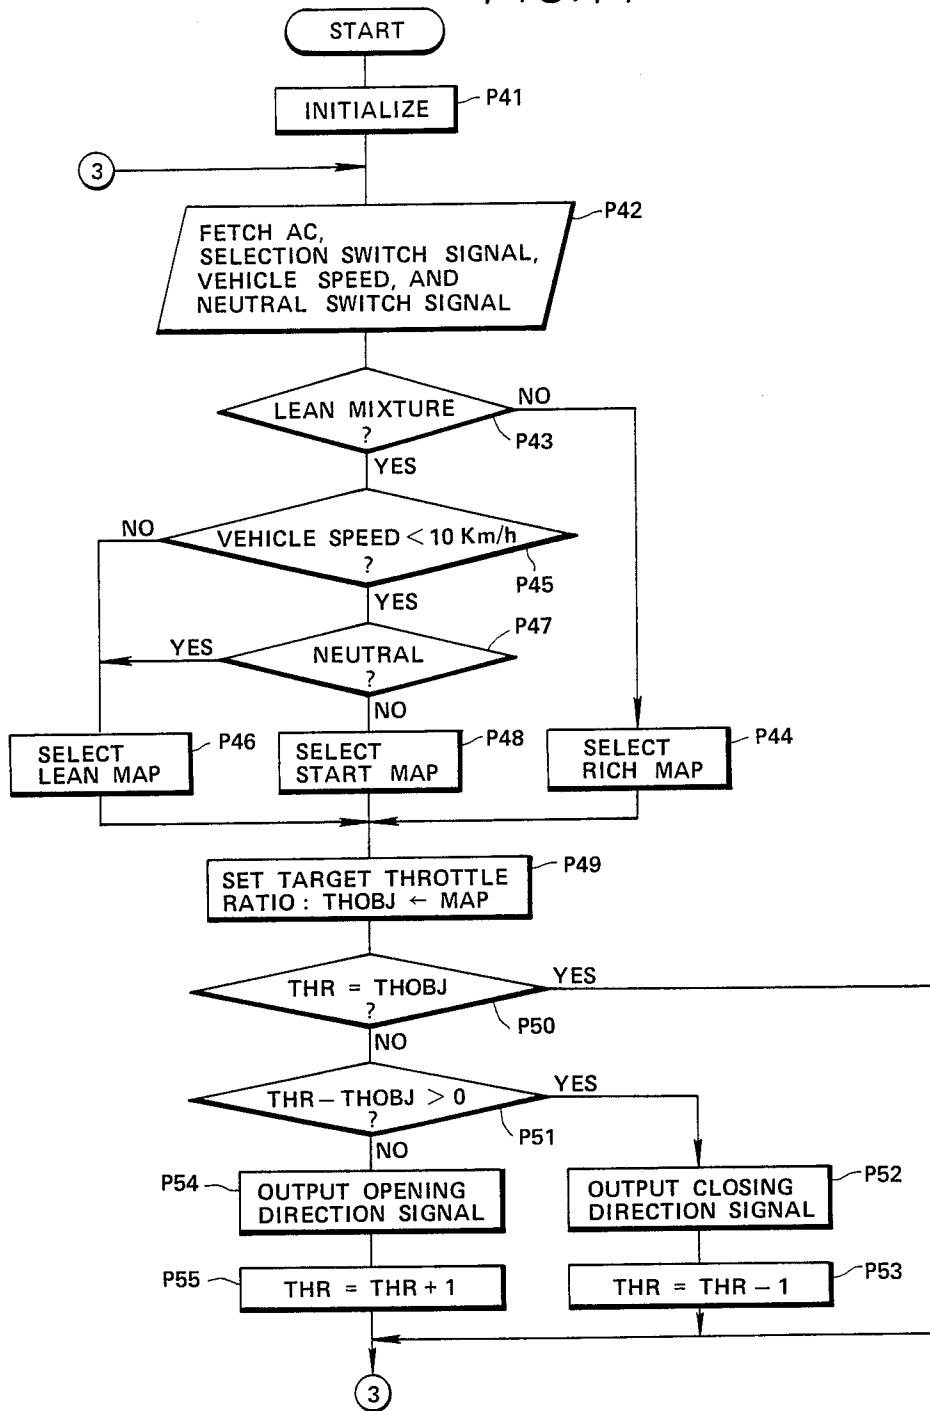 START
INITIALIZE
P41
3
P42
FETCH AC,
SELECTION SWITCH SIGNAL,
VEHICLE SPEED, AND
NEUTRAL SWITCH SIGNAL
NO
LEAN MIXTURE
?
P43
YES
NO
VEHICLE SPEED < 10 Km/h
?
P45
YES
P47
YES
NEUTRAL
?
NO
SELECT
LEAN MAP
P46
SELECT
START MAP
P48
SELECT
RICH MAP
P44
SET TARGET THROTTLE
RATIO : THOBJ ← MAP
P49
YES
THR = THOBJ
?
P50
NO
YES
THR – THOBJ > 0
?
P51
NO
P54
OUTPUT OPENING
DIRECTION SIGNAL
OUTPUT CLOSING
DIRECTION SIGNAL
P52
P55
THR = THR + 1
THR = THR – 1
P53
3